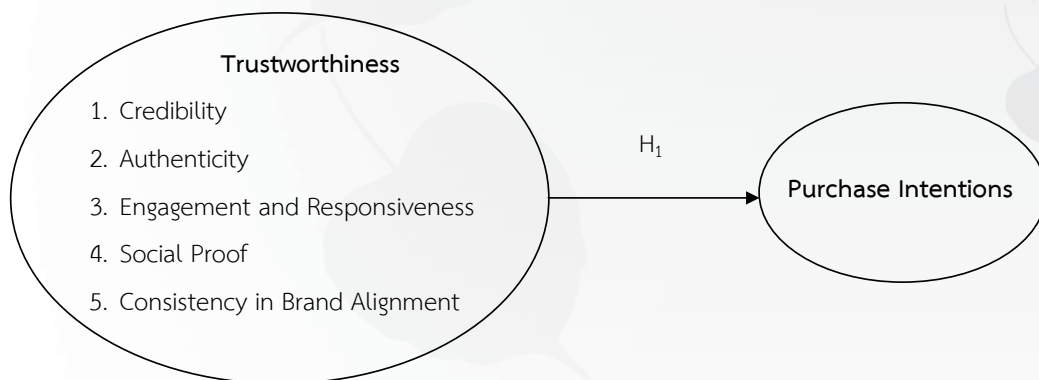 Trustworthiness
1. Credibility
2. Authenticity
3. Engagement and Responsiveness
4. Social Proof
5. Consistency in Brand Alignment
H₁
Purchase Intentions